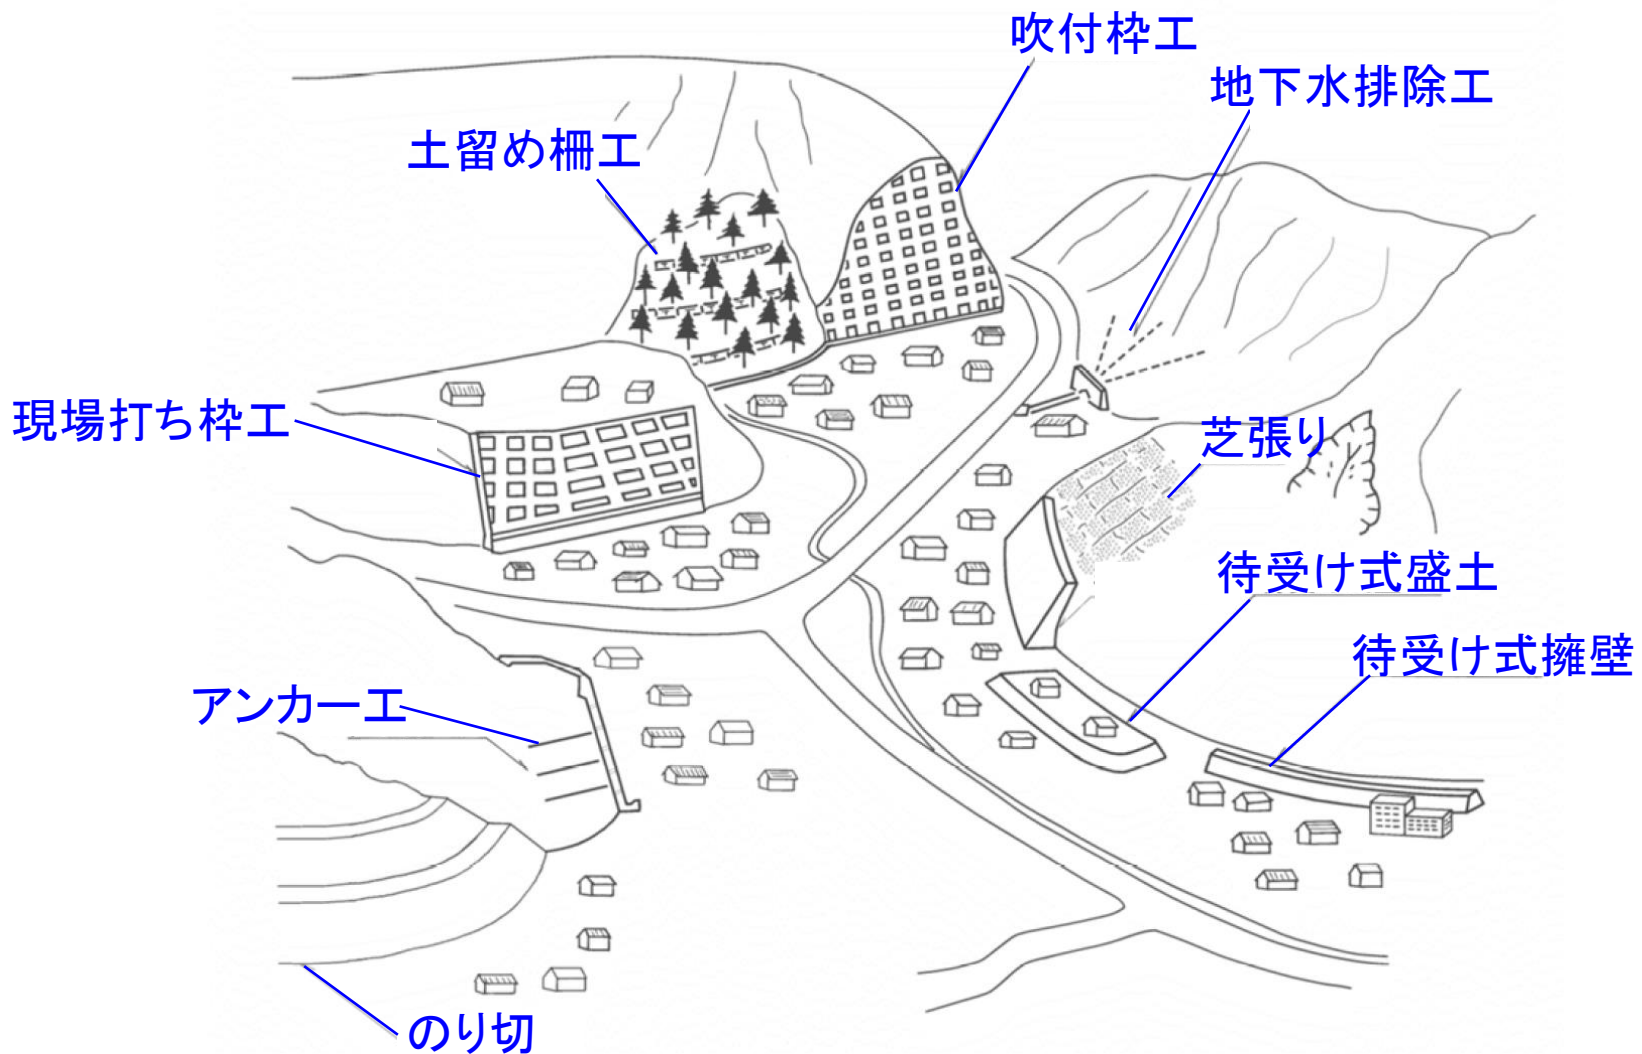 吹付枠工
地下水排除工
土留め柵工
現場打ち枠工
芝張り
待受け式盛土
待受け式擁壁
アンカー工
のり切